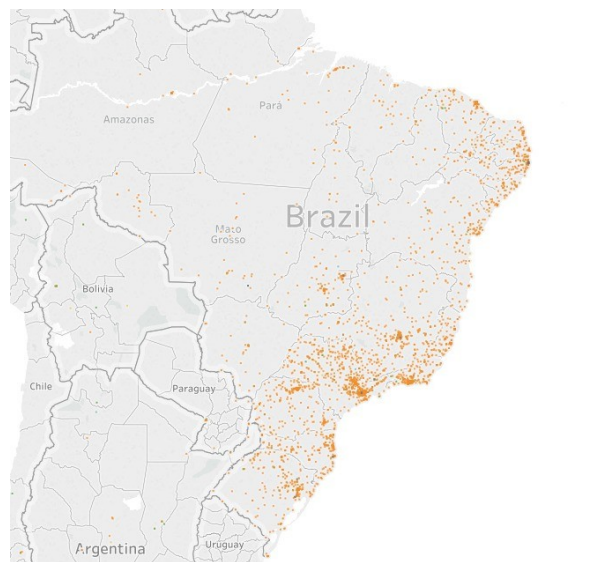 Pará
Amazonas
Brazil
Mato
Grosso
Bolivia
Chile
Paraguay
Argentina
Uruguay